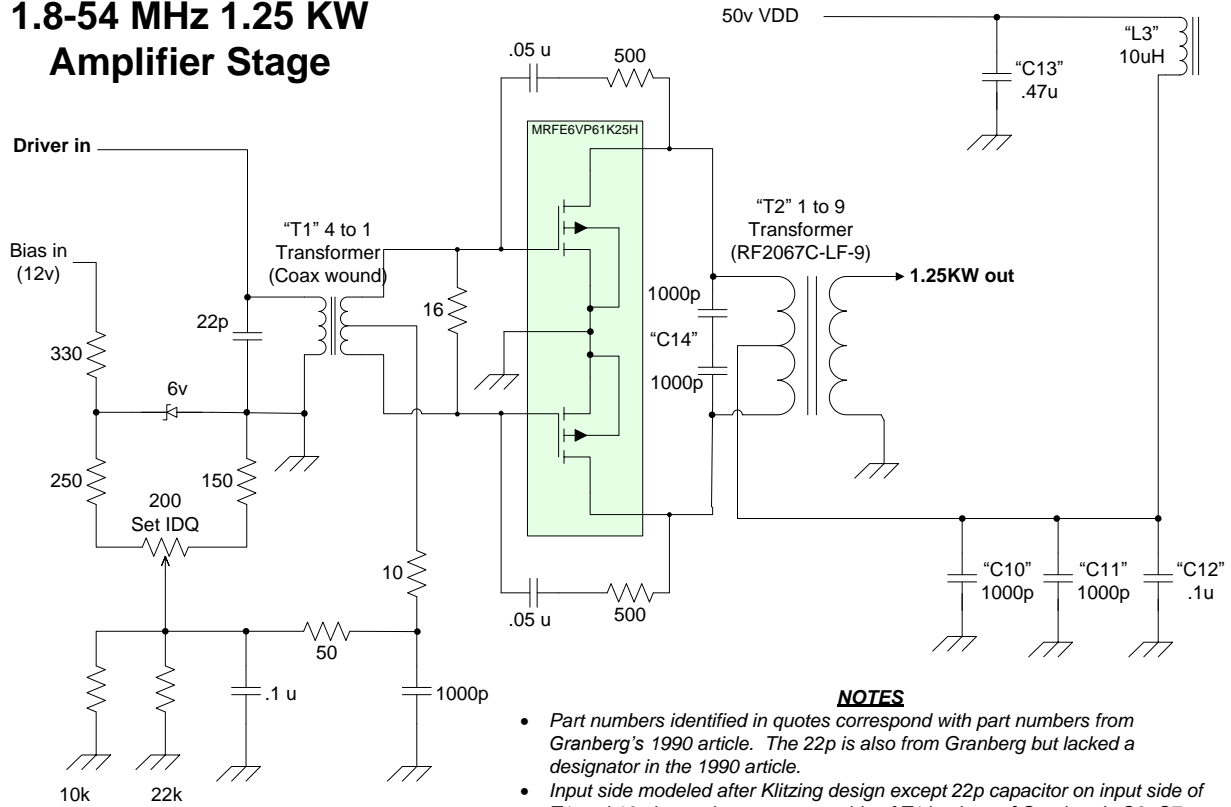 1.8-54 MHz 1.25 KW
Amplifier Stage
50v VDD
"L3"
10uH
"C13"
.47u
.05 u
500
MRFE6VP61K25H
Driver in
Bias in
(12v)
"T1" 4 to 1
Transformer
(Coax wound)
"T2" 1 to 9
Transformer
(RF2067C-LF-9)
1.25KW out
22p
16
1000p
"C14"
1000p
330
6v
250
150
200
Set IDQ
10
50
.05 u
500
"C10"
1000p
"C11"
1000p
"C12"
.1u
.1 u
1000p
10k
22k
NOTES
• Part numbers identified in quotes correspond with part numbers from
Granberg's 1990 article. The 22p is also from Granberg but lacked a
designator in the 1990 article.
• Input side modeled after Klitzing design except 22p capacitor on input side of